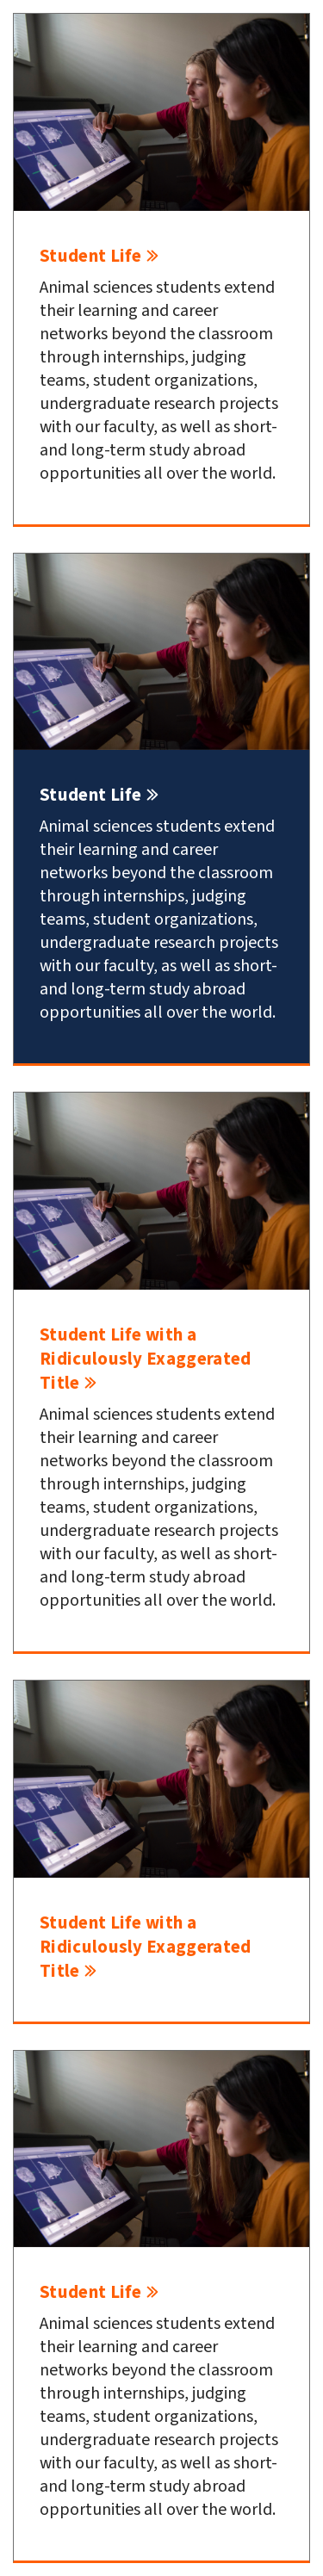 Student Life »
Animal sciences students extend
their learning and career
networks beyond the classroom
through internships, judging
teams, student organizations,
undergraduate research projects
with our faculty, as well as short-
and long-term study abroad
opportunities all over the world.
Student Life »
Animal sciences students extend
their learning and career
networks beyond the classroom
through internships, judging
teams, student organizations,
undergraduate research projects
with our faculty, as well as short-
and long-term study abroad
opportunities all over the world.
Student Life with a
Ridiculously Exaggerated
Title »
Animal sciences students extend
their learning and career
networks beyond the classroom
through internships, judging
teams, student organizations,
undergraduate research projects
with our faculty, as well as short-
and long-term study abroad
opportunities all over the world.
Student Life with a
Ridiculously Exaggerated
Title »
Student Life »
Animal sciences students extend
their learning and career
networks beyond the classroom
through internships, judging
teams, student organizations,
undergraduate research projects
with our faculty, as well as short-
and long-term study abroad
opportunities all over the world.